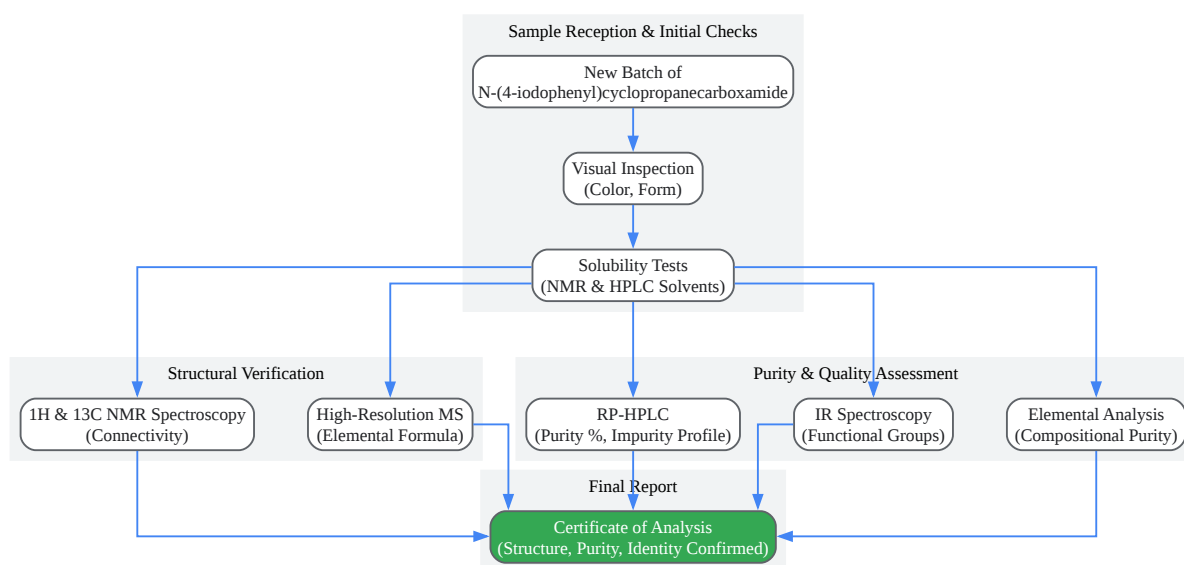 Sample Reception & Initial Checks
New Batch of
N-(4-iodophenyl)cyclopropanecarboxamide
Visual Inspection
(Color, Form)
Solubility Tests
(NMR & HPLC Solvents)
Structural Verification
Purity & Quality Assessment
1H & 13C NMR Spectroscopy
(Connectivity)
High-Resolution MS
(Elemental Formula)
RP-HPLC
(Purity %, Impurity Profile)
IR Spectroscopy
(Functional Groups)
Elemental Analysis
(Compositional Purity)
Final Report
Certificate of Analysis
(Structure, Purity, Identity Confirmed)